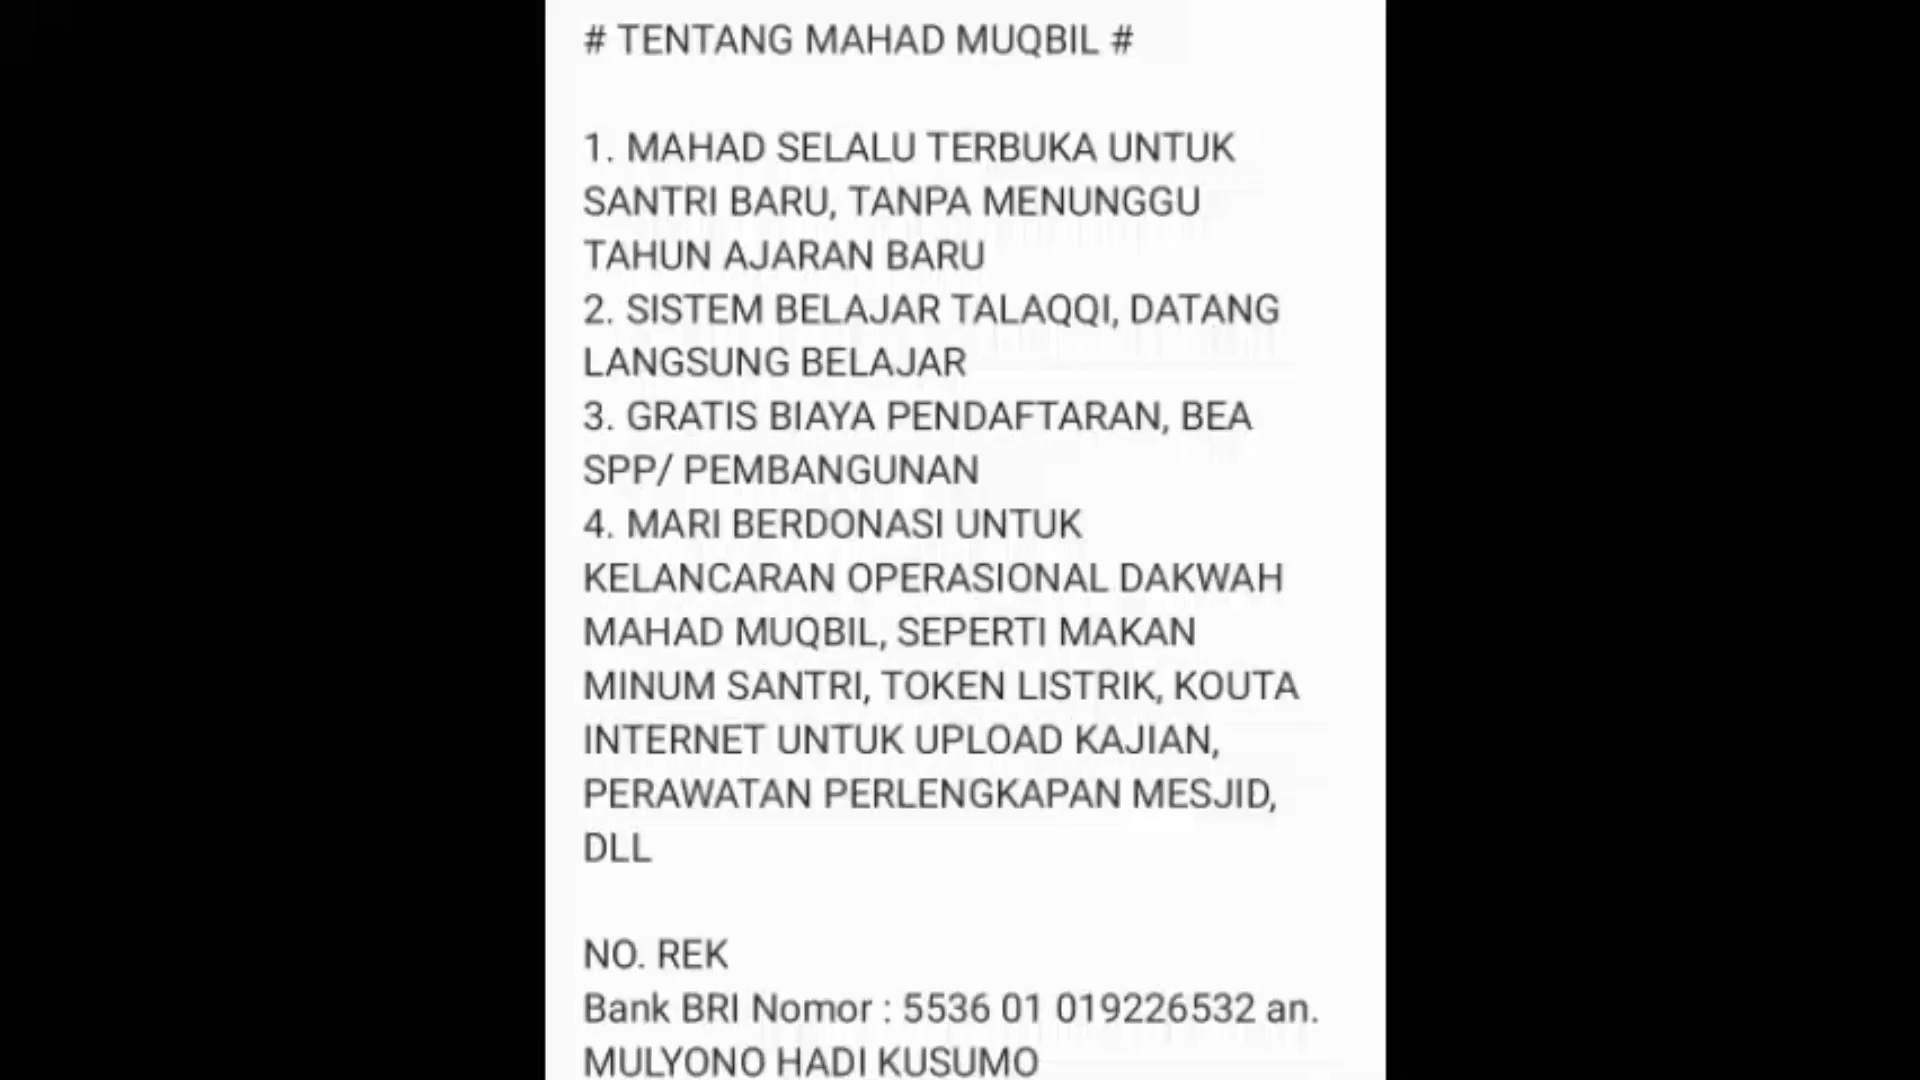 # TENTANG MAHAD MUQBIL #
1. MAHAD SELALU TERBUKA UNTUK
SANTRI BARU, TANPA MENUNGGU
TAHUN AJARAN BARU
2. SISTEM BELAJAR TALAQQI, DATANG
LANGSUNG BELAJAR
3. GRATIS BIAYA PENDAFTARAN, BEA
SPP/ PEMBANGUNAN
4. MARI BERDONASI UNTUK
KELANCARAN OPERASIONAL DAKWAH
MAHAD MUQBIL, SEPERTI MAKAN
MINUM SANTRI, TOKEN LISTRIK, KOUTA
INTERNET UNTUK UPLOAD KAJIAN,
PERAWATAN PERLENGKAPAN MESJID,
DLL
NO. REK
Bank BRI Nomor : 5536 01 019226532 an.
MULYONO HADI KUSUMO